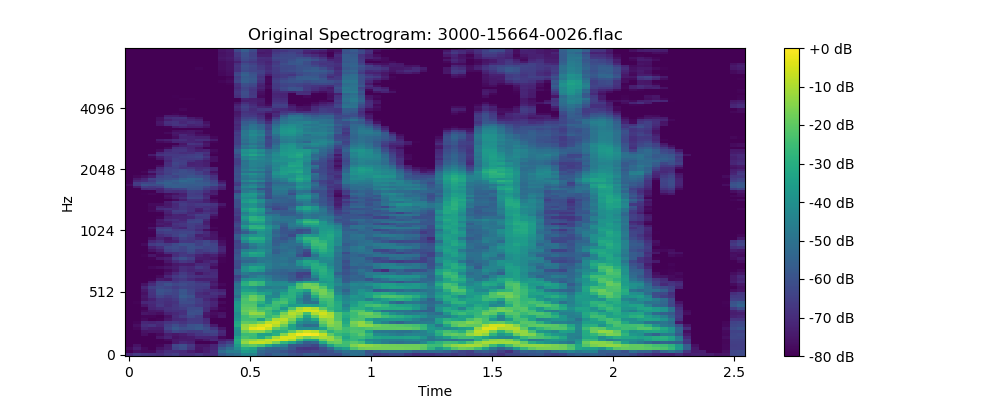 Original Spectrogram: 3000-15664-0026.flac
+0 dB
-10 dB
-20 dB
-30 dB
-40 dB
-50 dB
-60 dB
-70 dB
-80 dB
4096
2048
1024
512
0
Hz
0
0.5
1
1.5
2
2.5
Time